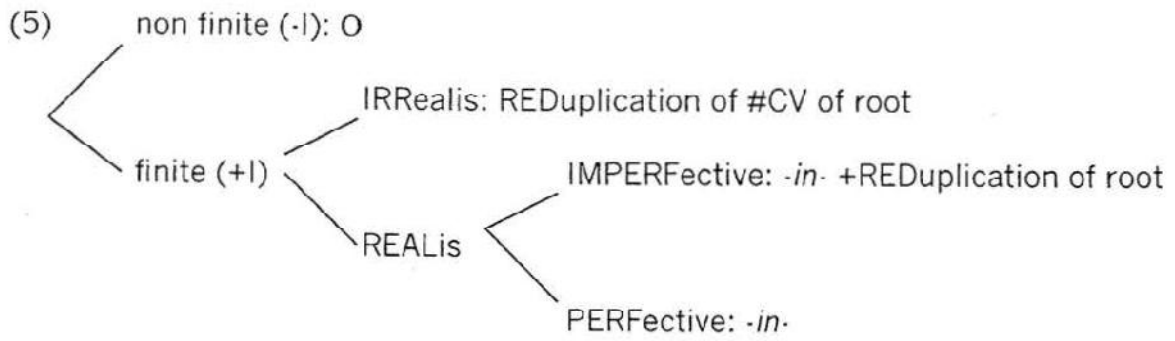 (5) non finite (-I): O
IRRealis: REDuplication of #CV of root
finite (+I)
IMPERFective: -in- +REDuplication of root
REALis
PERFective: -in-